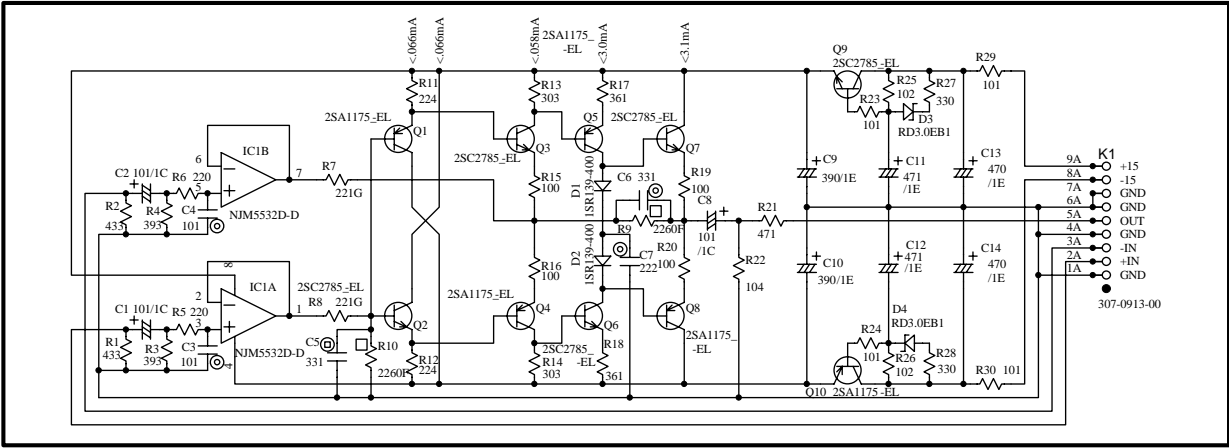 <.066mA
<.066mA
<.058mA
2SA1175_
-EL
<3.0mA
<3.1mA
Q9
2SC2785_-EL
R29
101
R11
224
R13
303
R17
361
R25
102
R27
330
R23
101
D3
RD3.0EB1
2SA1175_-EL
Q1
2SC2785_-EL
Q3
Q5
2SC2785_-EL
Q7
IC1B
6
5
7
NJM5532D-D
C2 101/1C
R6 220
R2
433
R4
393
C4
101
R7
221G
R15
100
D1
1SR139-400
C6 331
R19
100
C8
101
/1C
R9
2260F
R21
471
C9
390/1E
C11
471
/1E
C13
470
/1E
K1
9A +15
8A -15
7A GND
6A GND
5A OUT
4A GND
3A -IN
2A +IN
1A GND
307-0913-00
R16
100
D2
1SR139-400
C7
222
R20
100
R22
104
C10
390/1E
C12
471
/1E
C14
470
/1E
8
IC1A
2
3
1
4
NJM5532D-D
C1 101/1C
R5 220
R1
433
R3
393
C3
101
2SC2785_-EL
R8
221G
Q2
C5
331
R10
2260F
R12
224
2SA1175_-EL
Q4
2SC2785_
-EL
R14
303
Q6
R18
361
Q8
2SA1175_
-EL
D4
RD3.0EB1
R24
101
R26
102
R28
330
R30 101
Q10
2SA1175_-EL